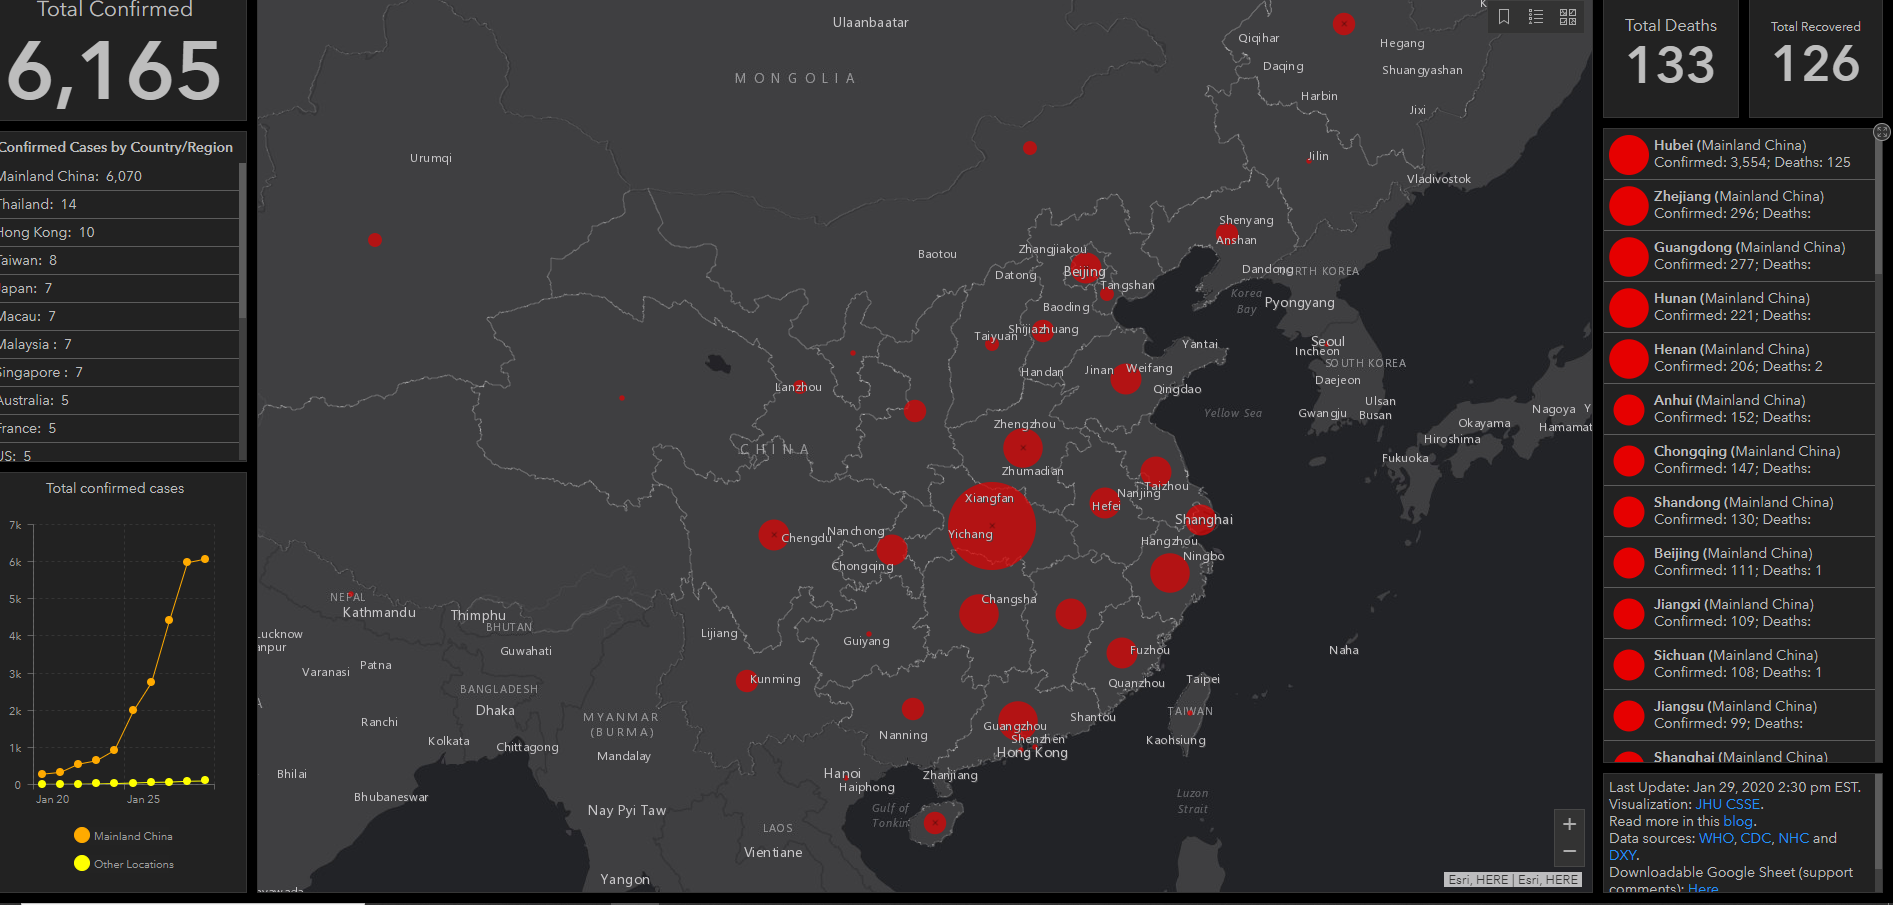 Total Confirmed
6,165
Confirmed Cases by Country/Region
Mainland China: 6,070
Thailand: 14
Hong Kong: 10
Taiwan: 8
Japan: 7
Macau: 7
Malaysia : 7
Singapore : 7
Australia: 5
France: 5
US: 5
Total confirmed cases
7k
6k
5k
4k
3k
2k
1k
0
Jan 20
Jan 25
Mainland China
Other Locations
Ulaanbaatar
MONGOLIA
Qiqihar
Hegang
Daqing
Shuangyashan
Harbin
Jixi
Urumqi
Jilin
Vladivostok
Shenyang
Anshan
Baotou
Zhangjiakou
Datong
Beijing
Tangshan
Dandong
NORTH KOREA
Korea
Bay
Pyongyang
Baoding
Shijiazhuang
Taiyuan
Yantai
Seoul
Incheon
SOUTH KOREA
Handan
Jinan
Weifang
Daejeon
Lanzhou
Qingdao
Ulsan
Yellow Sea
Gwangju
Busan
Nagoya
Y
Okayama
Hamamat
Hiroshima
Fukuoka
Zhengzhou
CHINA
Zhumadian
Xiangfan
Nanjing
Taizhou
Hefei
Shanghai
Chengdu
Nanchong
Yichang
Hangzhou
Ningbo
Chongqing
NEPAL
Kathmandu
Thimphu
BHUTAN
Changsha
Lucknow
anpur
Lijiang
Guiyang
Guwahati
Fuzhou
Naha
Varanasi
Patna
Kunming
Quanzhou
Taipei
BANGLADESH
Dhaka
TAIWAN
Ranchi
MYANMAR
(BURMA)
Guangzhou
Shantou
Nanning
Shenzhen
Kaohsiung
Kolkata
Chittagong
Mandalay
Hong Kong
Bhilai
Hanoi
Haiphong
Zhanjiang
Bhubaneswar
Nay Pyi Taw
Gulf of
Tonkin
Luzon
Strait
LAOS
Vientiane
Yangon
+
−
Esri, HERE | Esri, HERE
Total Deaths
133
Total Recovered
126
Hubei (Mainland China)
Confirmed: 3,554; Deaths: 125
Zhejiang (Mainland China)
Confirmed: 296; Deaths:
Guangdong (Mainland China)
Confirmed: 277; Deaths:
Hunan (Mainland China)
Confirmed: 221; Deaths:
Henan (Mainland China)
Confirmed: 206; Deaths: 2
Anhui (Mainland China)
Confirmed: 152; Deaths:
Chongqing (Mainland China)
Confirmed: 147; Deaths:
Shandong (Mainland China)
Confirmed: 130; Deaths:
Beijing (Mainland China)
Confirmed: 111; Deaths: 1
Jiangxi (Mainland China)
Confirmed: 109; Deaths:
Sichuan (Mainland China)
Confirmed: 108; Deaths: 1
Jiangsu (Mainland China)
Confirmed: 99; Deaths:
Shanghai (Mainland China)
Last Update: Jan 29, 2020 2:30 pm EST.
Visualization: JHU CSSE.
Read more in this blog.
Data sources: WHO, CDC, NHC and
DXY.
Downloadable Google Sheet (support
comments): Here